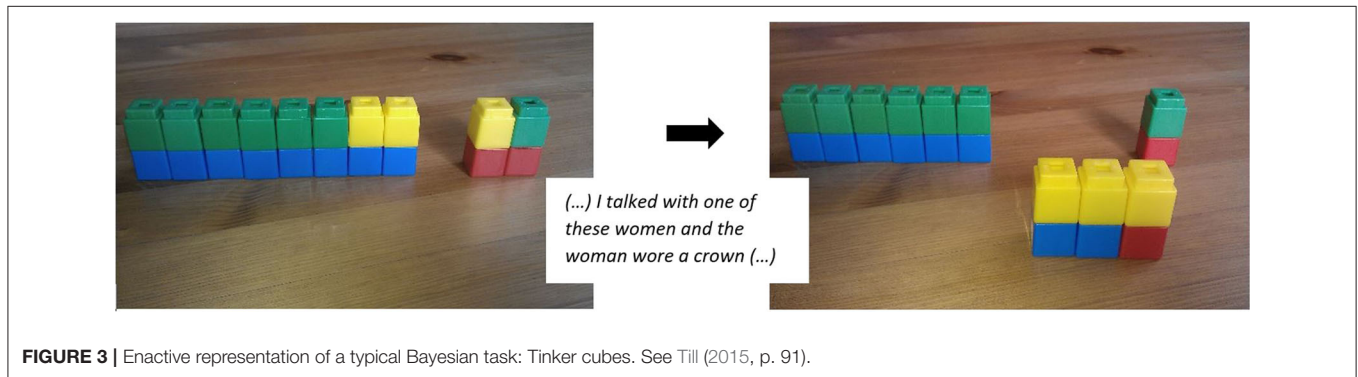 (…) I talked with one of
these women and the
woman wore a crown (…)
FIGURE 3 | Enactive representation of a typical Bayesian task: Tinker cubes. See Till (2015, p. 91).